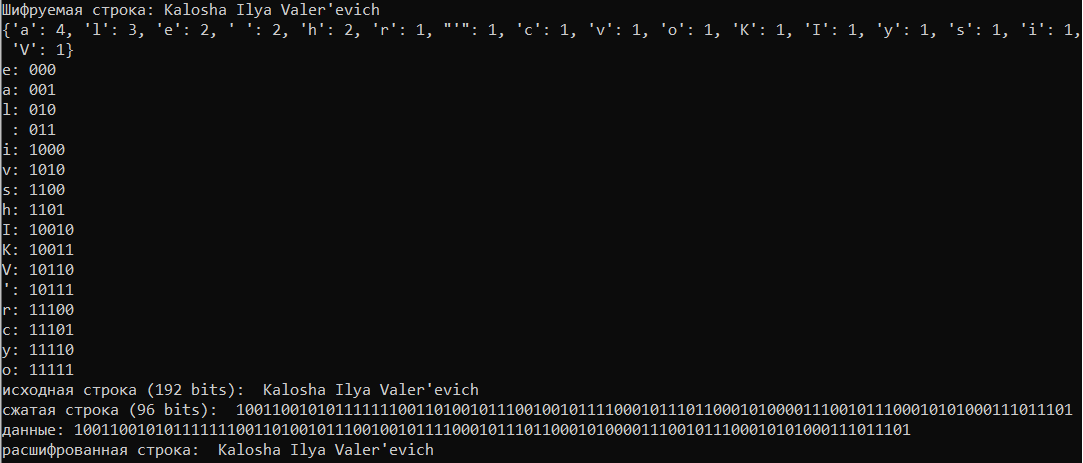 Шифруемая строка: Kalosha Ilya Valer'evich
{'a': 4, 'l': 3, 'e': 2, ' ': 2, 'h': 2, 'r': 1, "'": 1, 'c': 1, 'v': 1, 'o': 1, 'K': 1, 'I': 1, 'y': 1, 's': 1, 'i': 1,
 'V': 1}
e: 000
a: 001
l: 010
 : 011
i: 1000
v: 1010
s: 1100
h: 1101
I: 10010
K: 10011
V: 10110
': 10111
r: 11100
c: 11101
y: 11110
o: 11111
исходная строка (192 bits):  Kalosha Ilya Valer'evich
сжатая строка (96 bits):  100110010101111111001101001011100100101111000101110110001010000111001011100010101000111011101
данные: 100110010101111111001101001011100100101111000101110110001010000111001011100010101000111011101
расшифрованная строка:  Kalosha Ilya Valer'evich